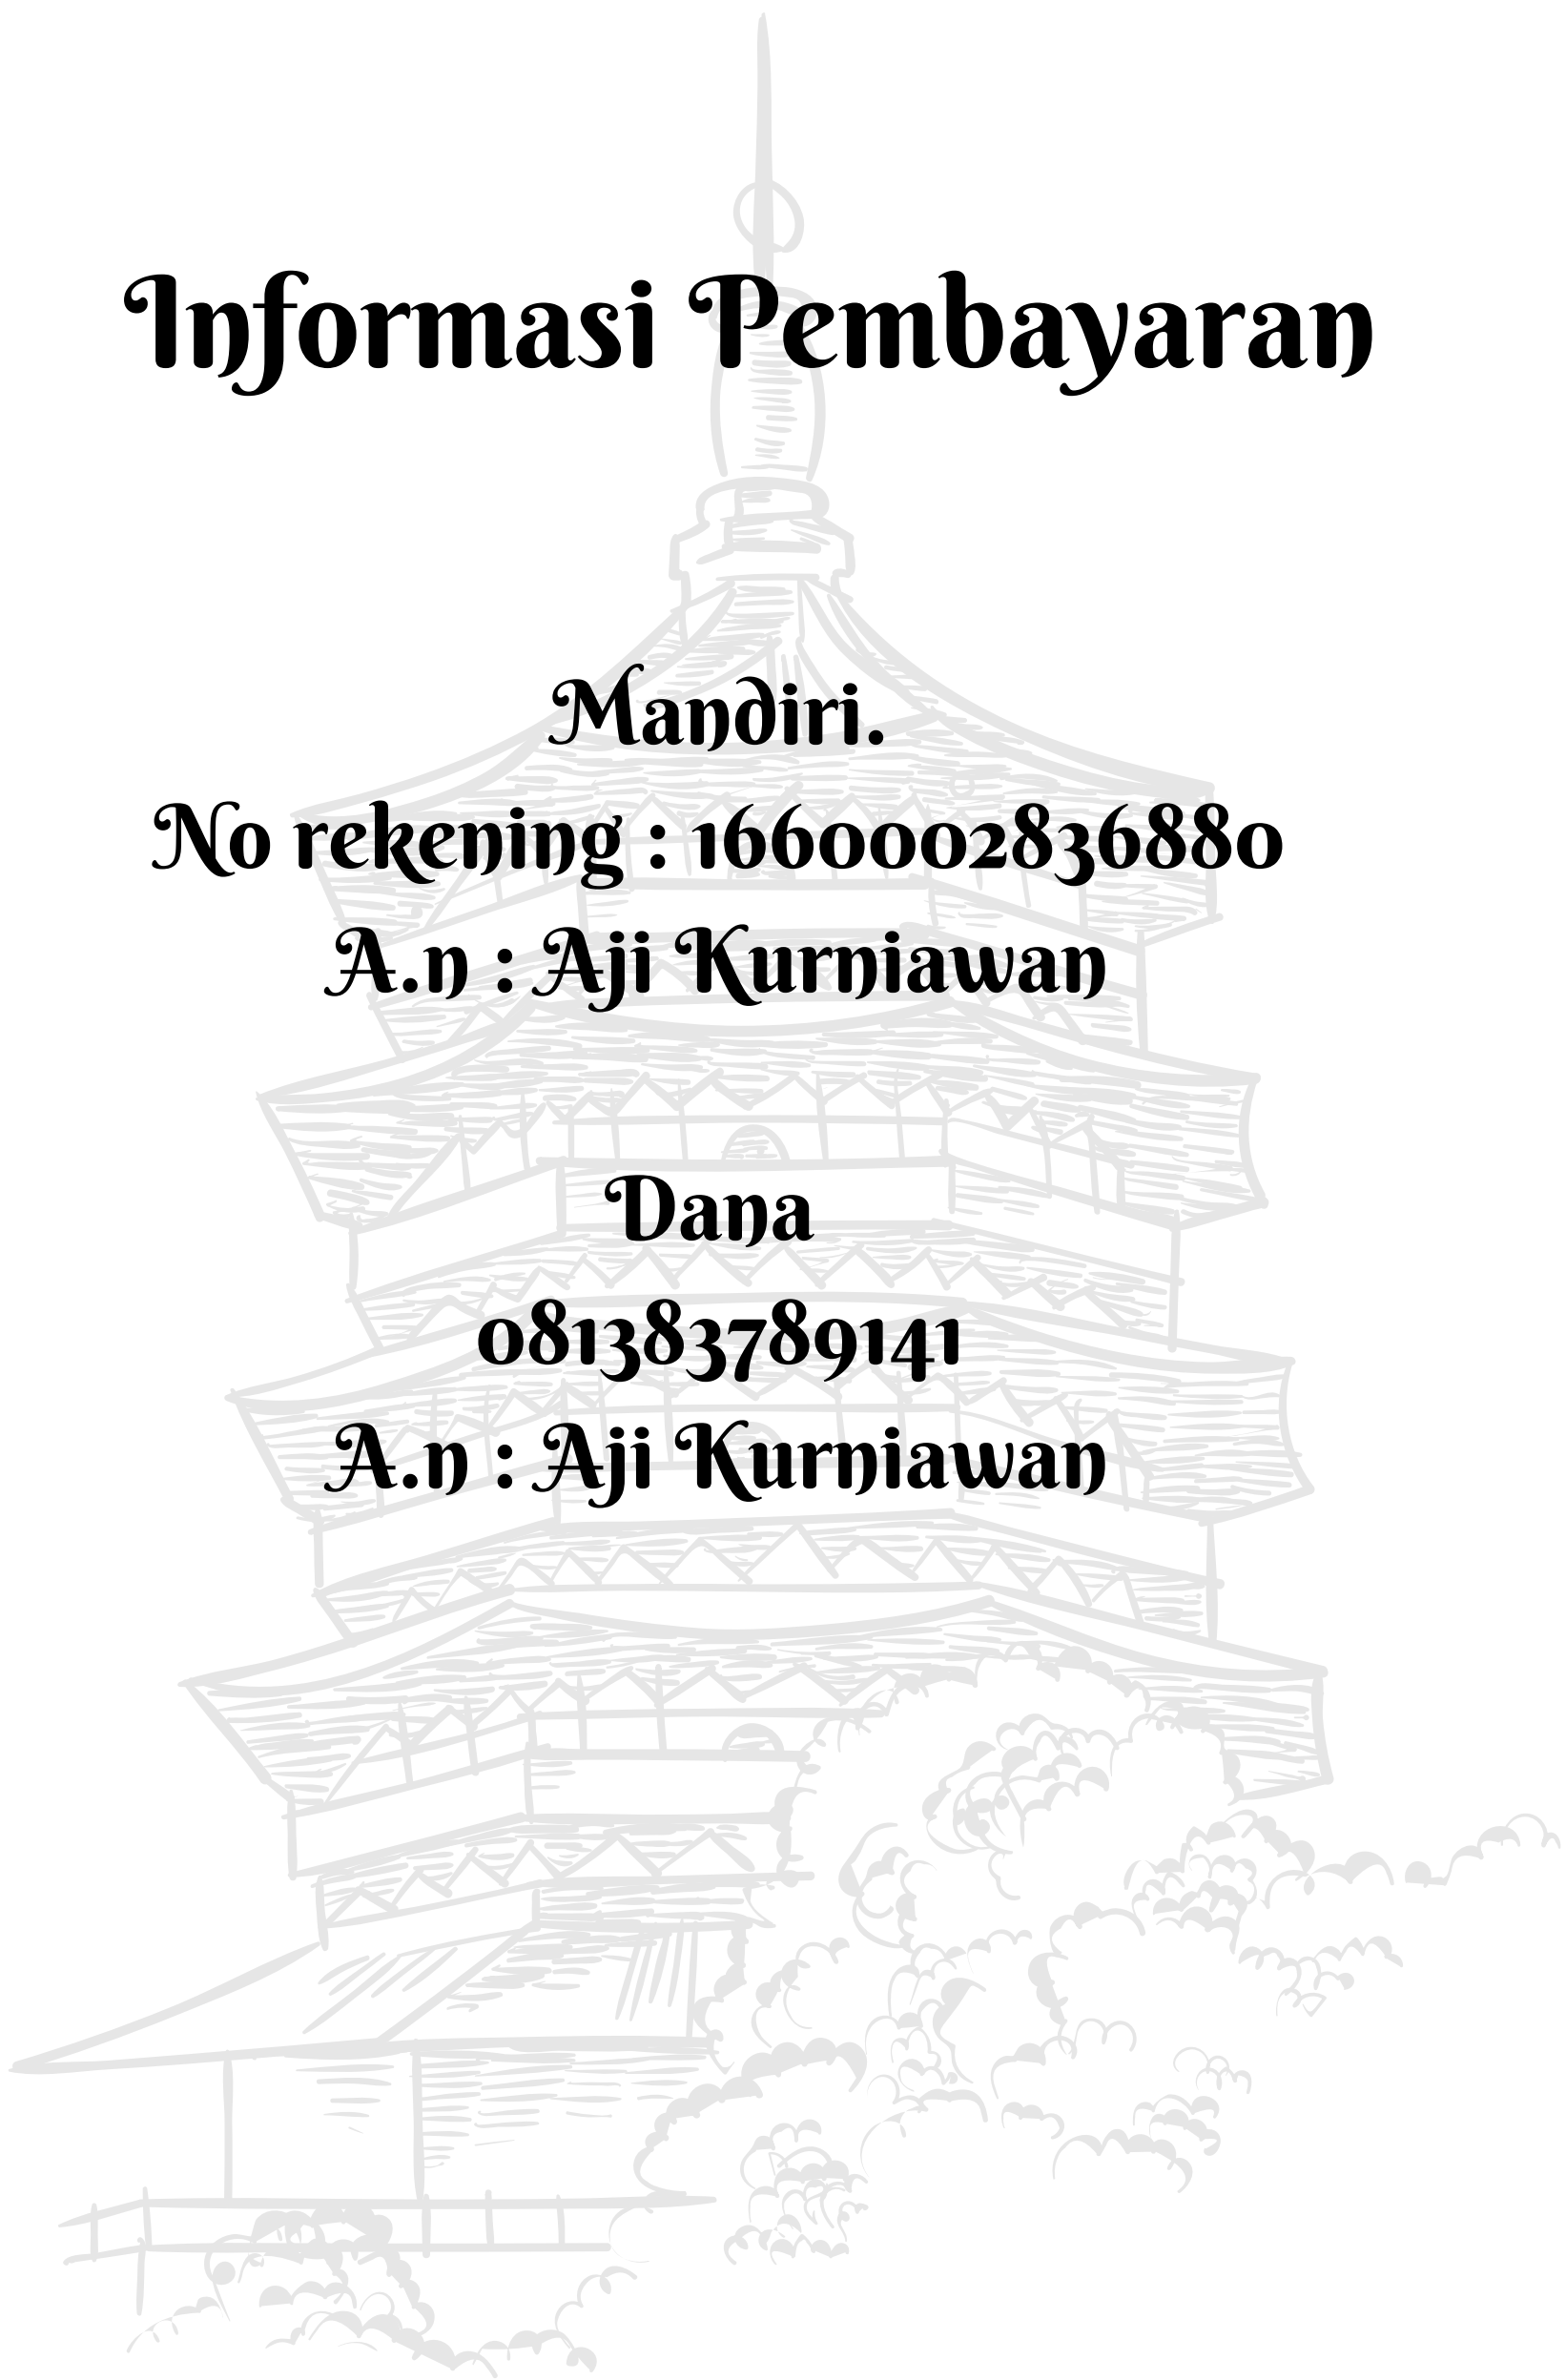 Informasi Pembayaran
Mandiri.
No rekening : 1660002836880
A.n : Aji Kurniawan
Dana
081383789141
A.n : Aji Kurniawan